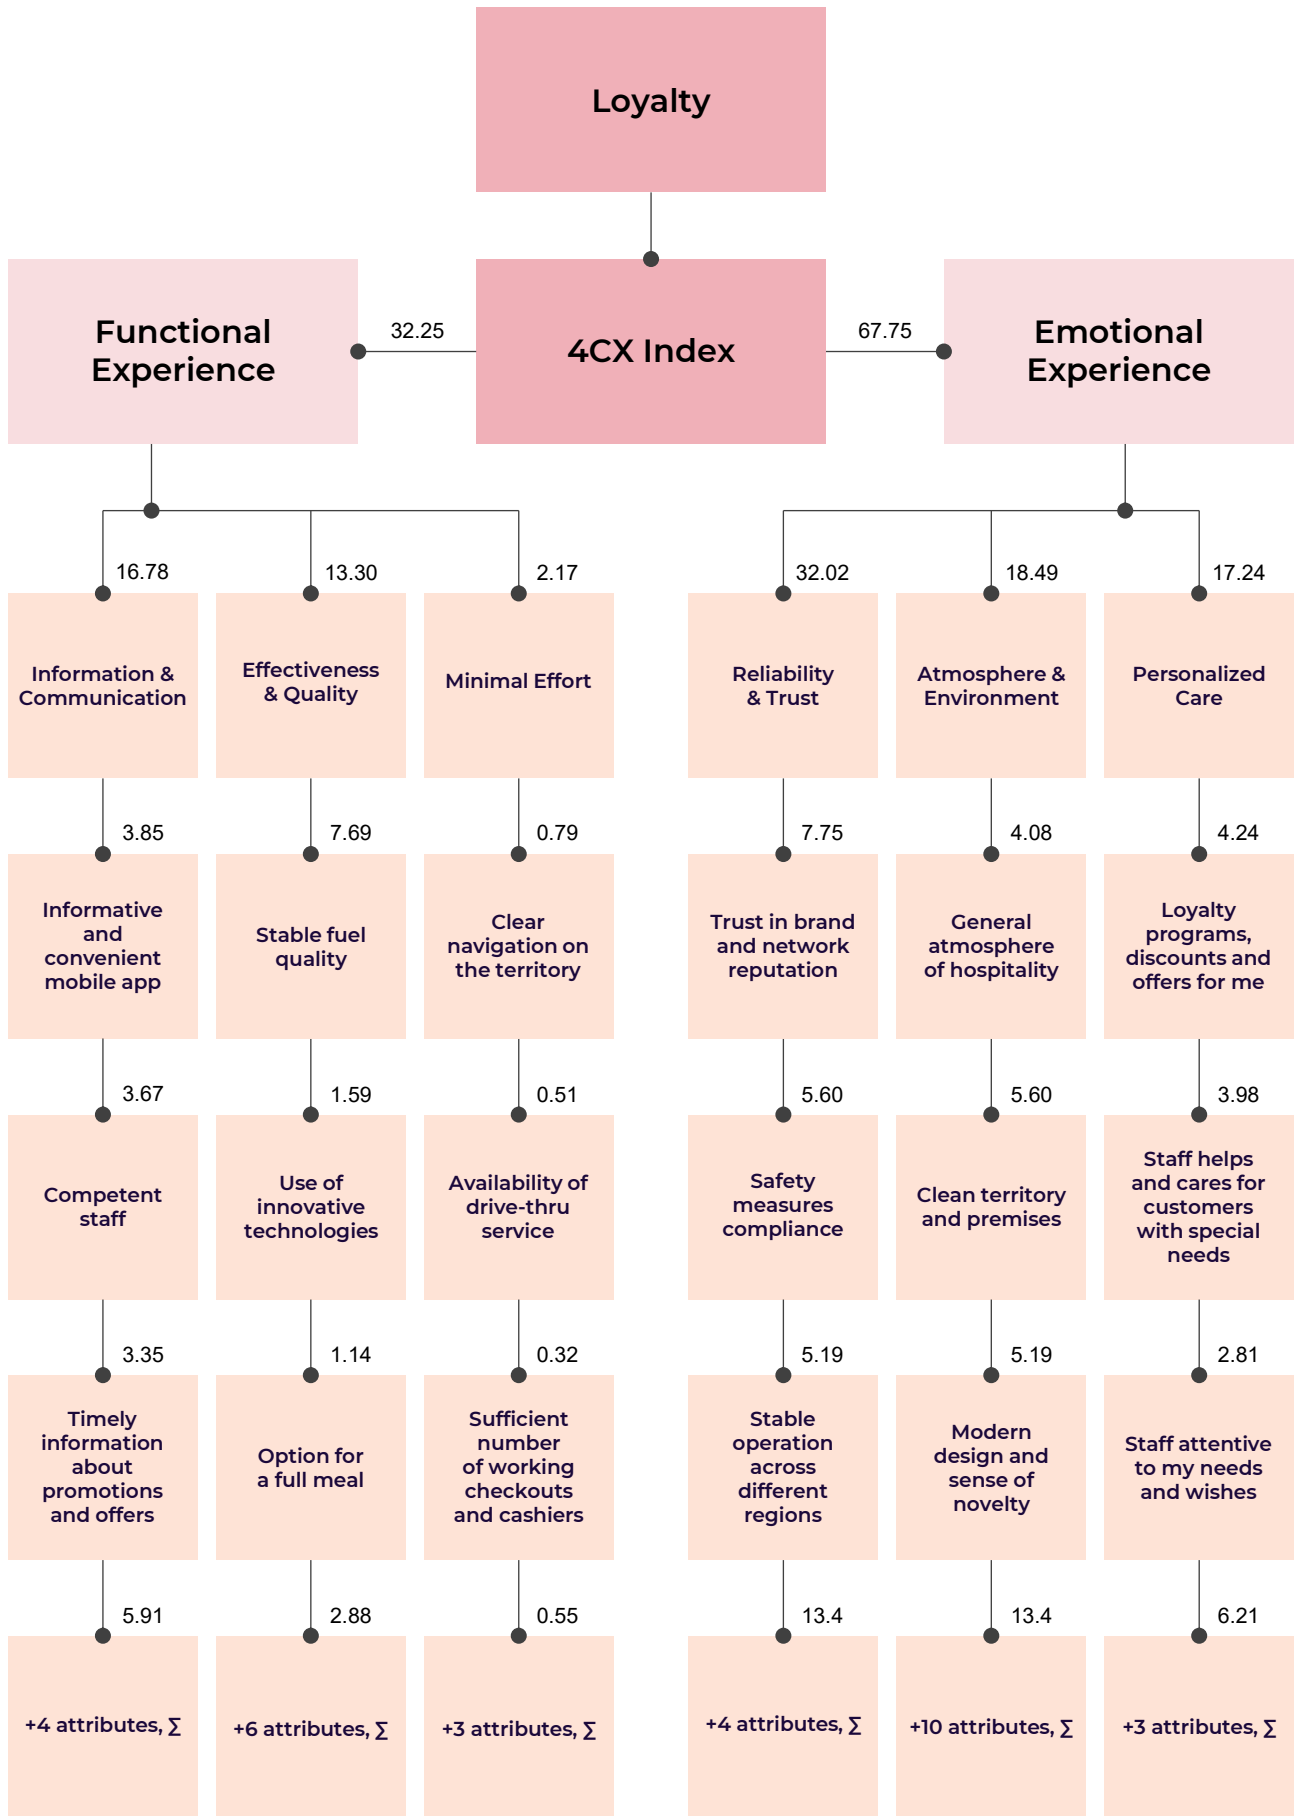 Loyalty
Functional
Experience
32.25
4CX Index
67.75
Emotional
Experience
16.78
13.30
2.17
32.02
18.49
17.24
Information &
Communication
Effectiveness
& Quality
Minimal Effort
Reliability
& Trust
Atmosphere &
Environment
Personalized
Care
3.85
7.69
0.79
7.75
4.08
4.24
Informative
and
convenient
mobile app
Stable fuel
quality
Clear
navigation on
the territory
Trust in brand
and network
reputation
General
atmosphere
of hospitality
Loyalty
programs,
discounts and
offers for me
3.67
1.59
0.51
5.60
5.60
3.98
Competent
staff
Use of
innovative
technologies
Availability of
drive-thru
service
Safety
measures
compliance
Clean territory
and premises
Staff helps
and cares for
customers
with special
needs
3.35
1.14
0.32
5.19
5.19
2.81
Timely
information
about
promotions
and offers
Option for
a full meal
Sufficient
number
of working
checkouts
and cashiers
Stable
operation
across
different
regions
Modern
design and
sense of
novelty
Staff attentive
to my needs
and wishes
5.91
2.88
0.55
13.4
13.4
6.21
+4 attributes, Σ
+6 attributes, Σ
+3 attributes, Σ
+4 attributes, Σ
+10 attributes, Σ
+3 attributes, Σ